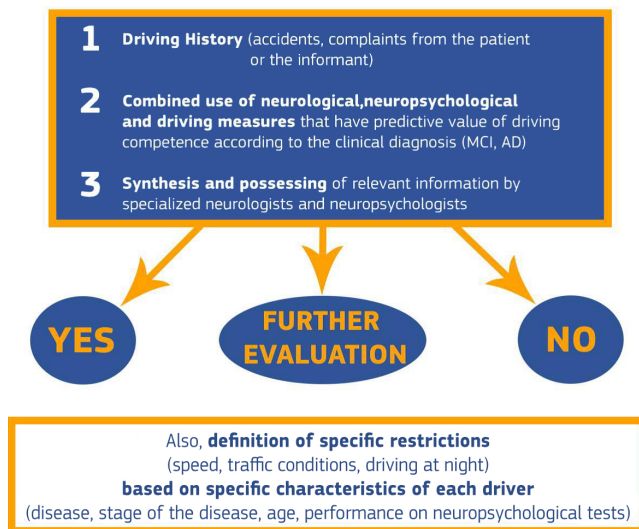 1 Driving History (accidents, complaints from the patient
or the informant)
2 Combined use of neurological,neuropsychological
and driving measures that have predictive value of driving
competence according to the clinical diagnosis (MCI, AD)
3 Synthesis and possessing of relevant information by
specialized neurologists and neuropsychologists
YES
FURTHER
EVALUATION
NO
Also, definition of specific restrictions
(speed, traffic conditions, driving at night)
based on specific characteristics of each driver
(disease, stage of the disease, age, performance on neuropsychological tests)